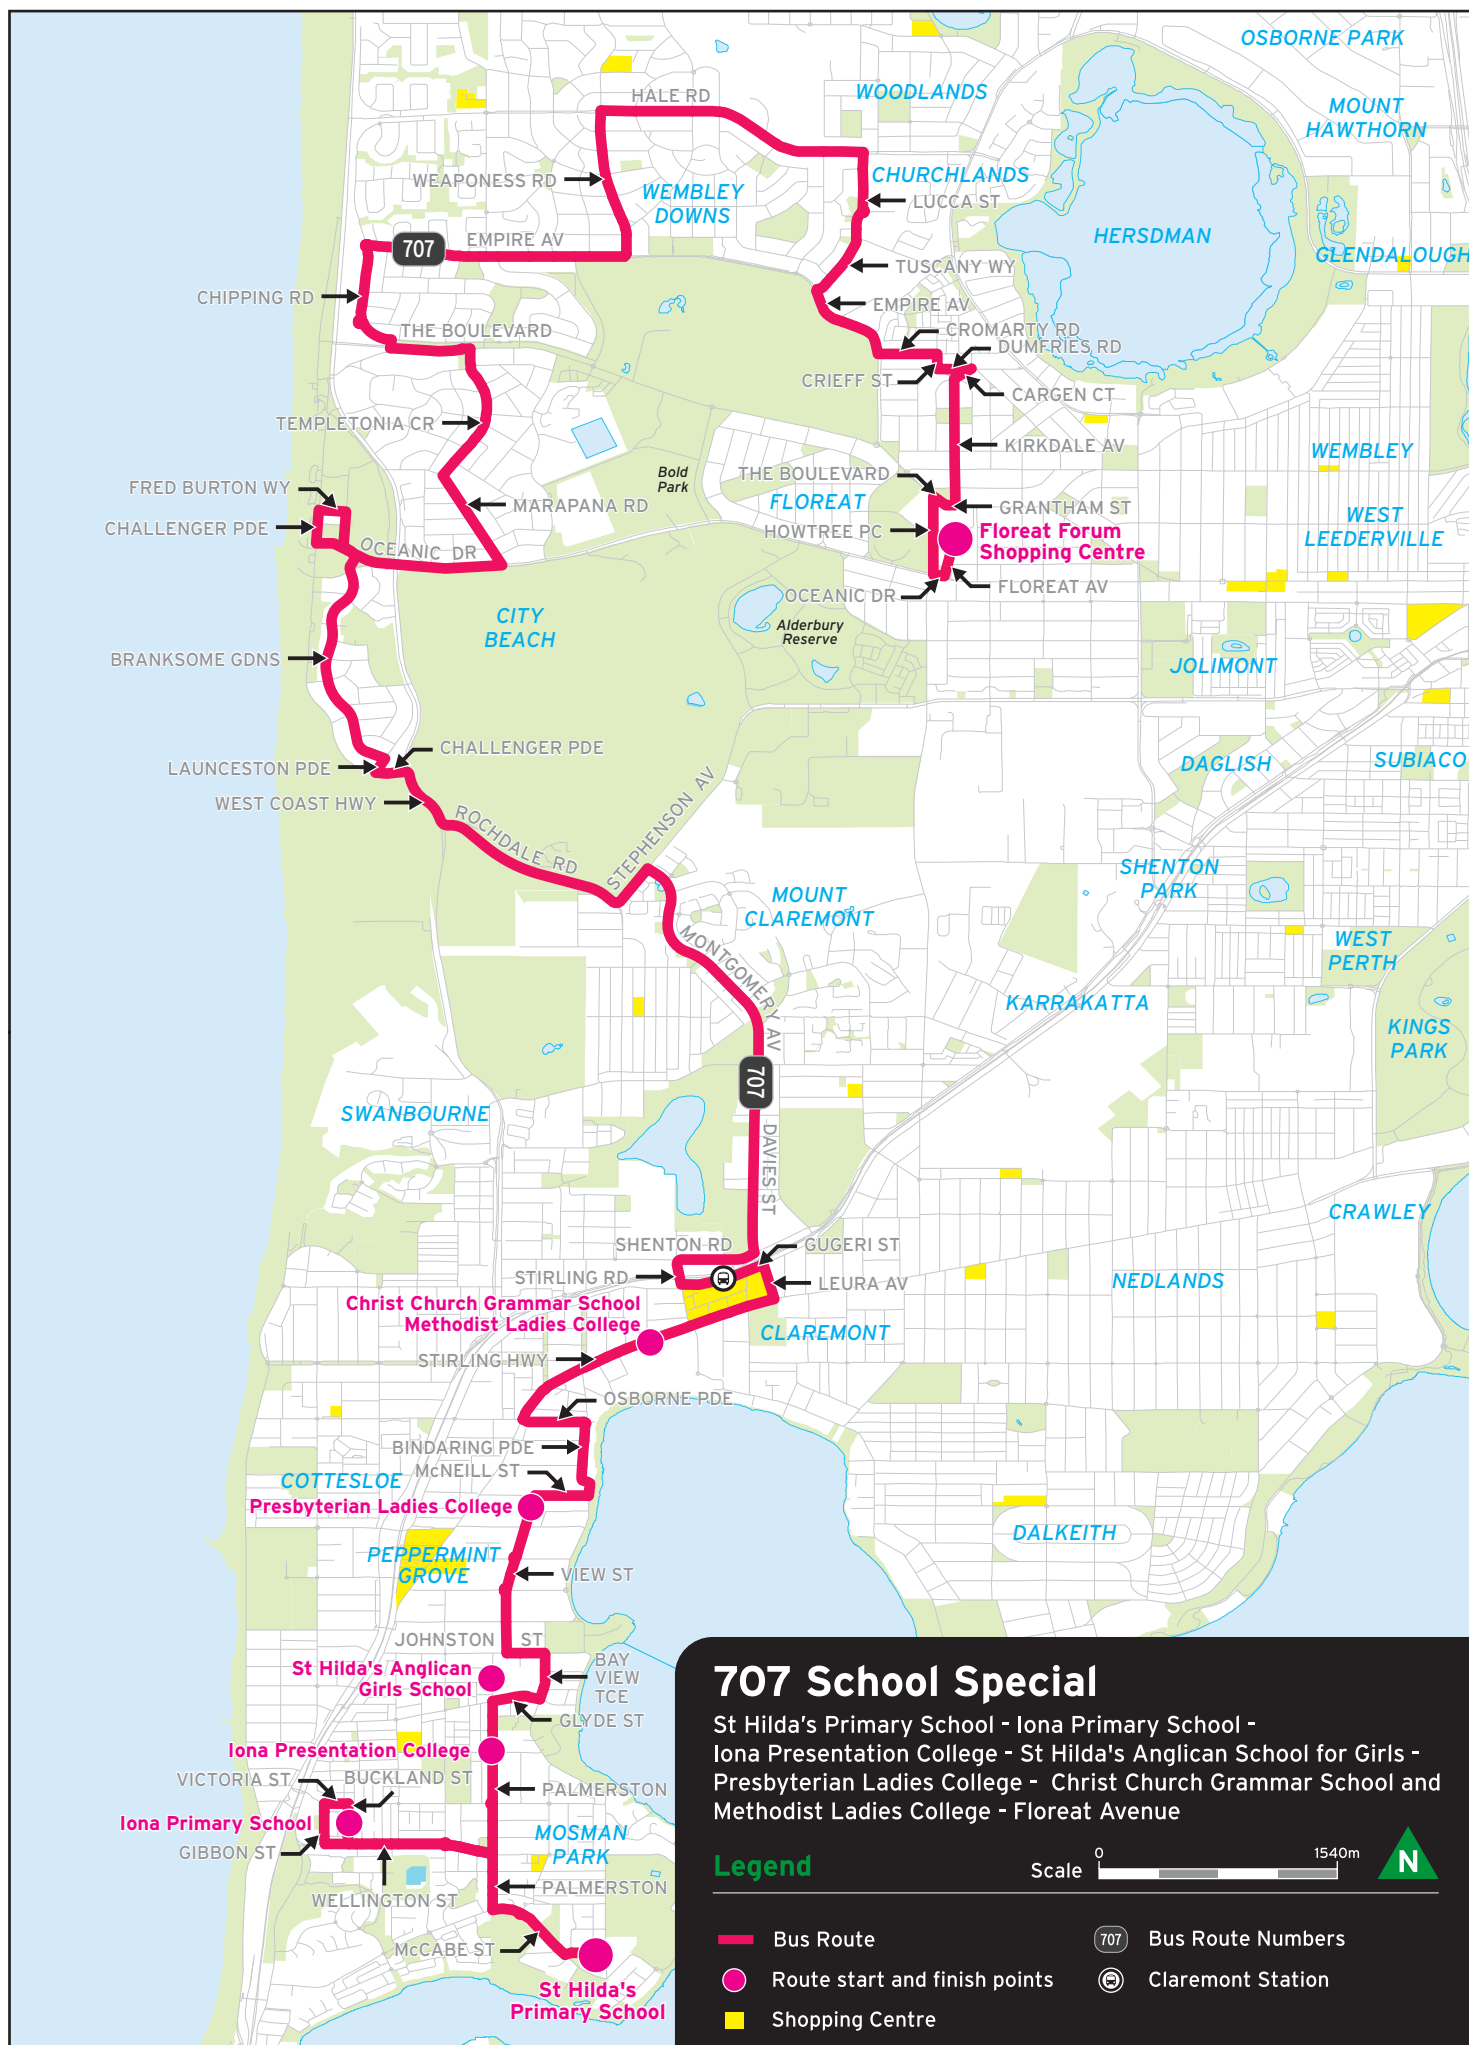 OSBORNE PARK
WOODLANDS
HALE RD
MOUNT
HAWTHORN
WEAPONESS RD
WEMBLEY
DOWNS
CHURCHLANDS
LUCCA ST
HERSDMAN
707
EMPIRE AV
GLENDALOUGH
TUSCANY WY
CHIPPING RD
EMPIRE AV
THE BOULEVARD
CROMARTY RD
DUMFRIES RD
CRIEFF ST
CARGEN CT
TEMPLETONIA CR
KIRKDALE AV
WEMBLEY
Bold
Park
THE BOULEVARD
FRED BURTON WY
MARAPANA RD
FLOREAT
GRANTHAM ST
CHALLENGER PDE
HOWTREE PC
Floreat Forum
Shopping Centre
WEST
LEEDERVILLE
OCEANIC DR
FLOREAT AV
OCEANIC DR
CITY
BEACH
Alderbury
Reserve
BRANKSOME GDNS
JOLIMONT
CHALLENGER PDE
LAUNCESTON PDE
DAGLISH
SUBIACO
WEST COAST HWY
ROCHDALE RD
STEPHENSON AV
SHENTON
PARK
MOUNT
CLAREMONT
MONTGOMERY AV
WEST
PERTH
KARRAKATTA
KINGS
PARK
707
SWANBOURNE
DAVIES ST
CRAWLEY
SHENTON RD
GUGERI ST
STIRLING RD
LEURA AV
NEDLANDS
Christ Church Grammar School
Methodist Ladies College
CLAREMONT
STIRLING HWY
OSBORNE PDE
BINDARING PDE
McNEILL ST
COTTESLOE
Presbyterian Ladies College
DALKEITH
PEPPERMINT
GROVE
VIEW ST
JOHNSTON ST
St Hilda's Anglican
Girls School
BAY
VIEW
TCE
GLYDE ST
Iona Presentation College
VICTORIA ST
BUCKLAND ST
PALMERSTON
Iona Primary School
GIBBON ST
MOSMAN
PARK
WELLINGTON ST
PALMERSTON
McCABE ST
St Hilda's
Primary School
707 School Special
St Hilda’s Primary School - Iona Primary School -
Iona Presentation College - St Hilda's Anglican School for Girls -
Presbyterian Ladies College - Christ Church Grammar School and
Methodist Ladies College - Floreat Avenue
Legend
Scale
0
1540m
N
Bus Route
707
Bus Route Numbers
Route start and finish points
Claremont Station
Shopping Centre